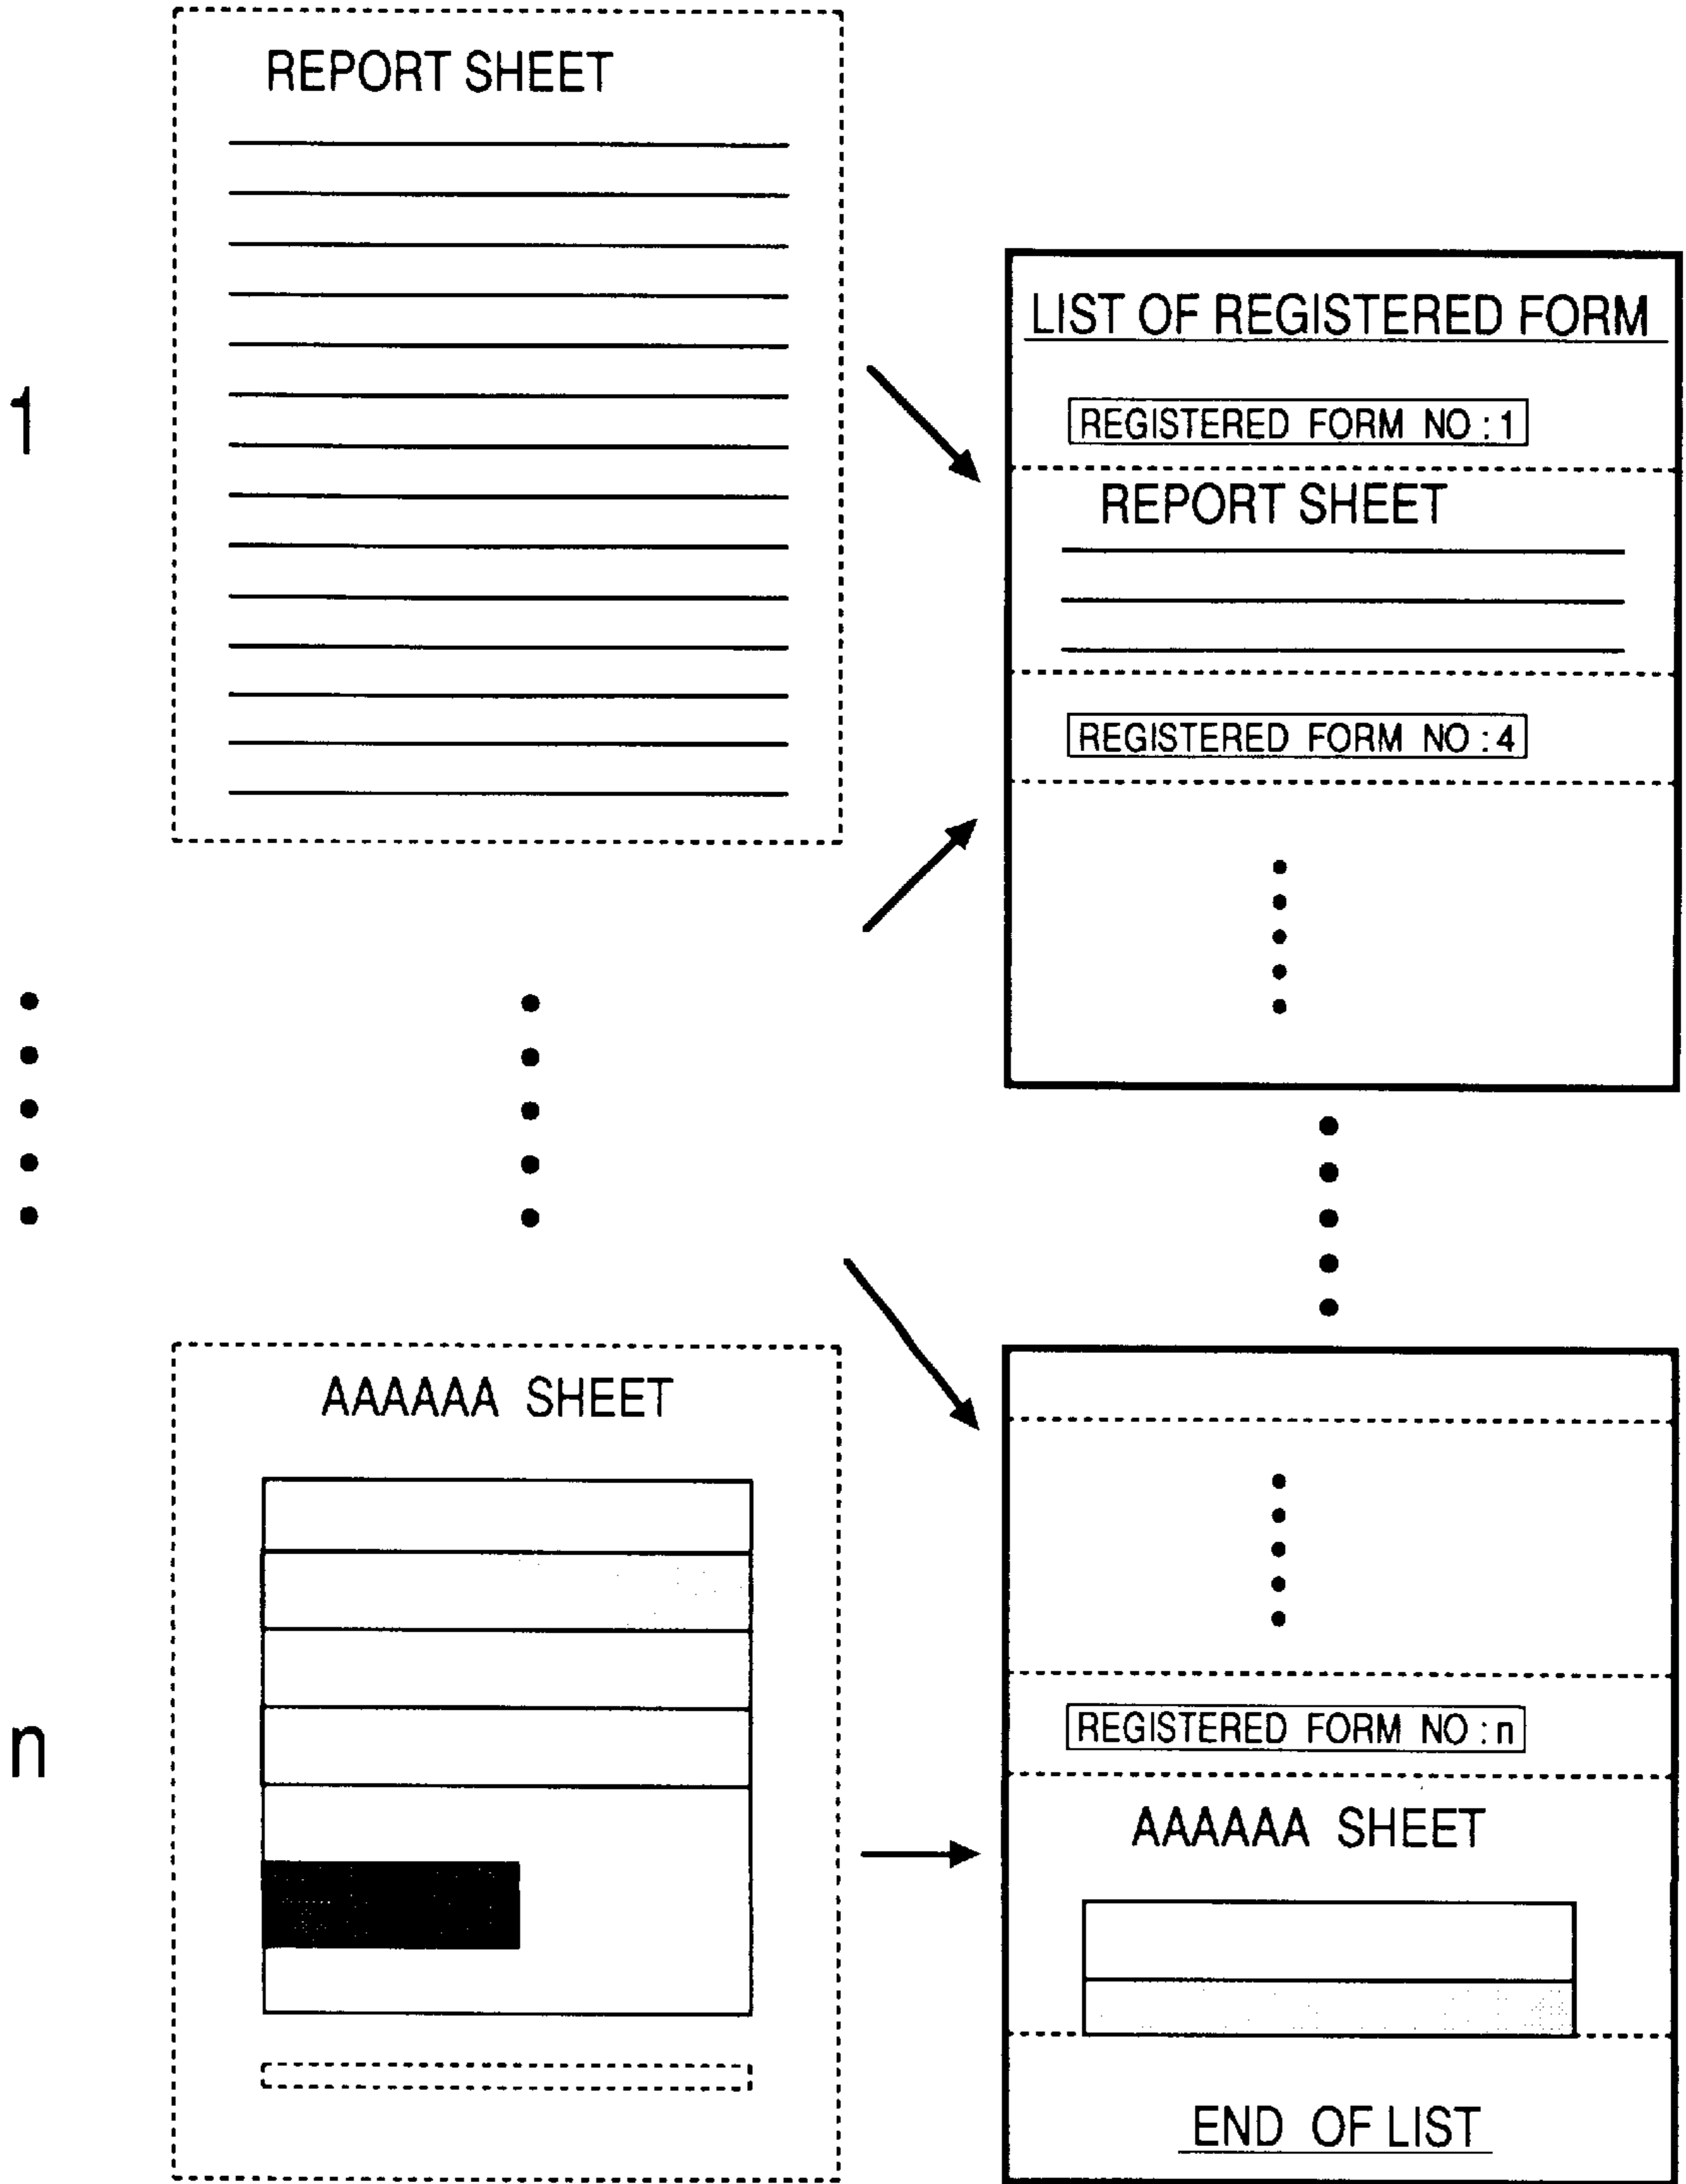 REPORT SHEET
1
LIST OF REGISTERED FORM
REGISTERED FORM NO : 1
REPORT SHEET
REGISTERED FORM NO : 4
n
AAAAAA SHEET
REGISTERED FORM NO : n
AAAAAA SHEET
END OF LIST